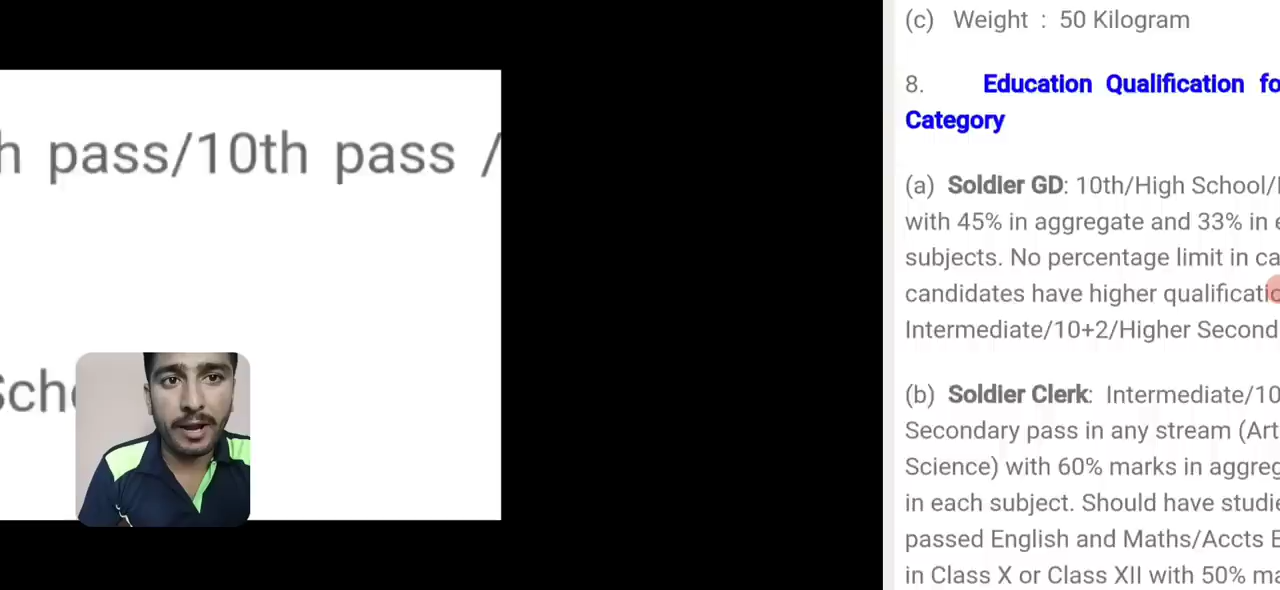 h pass/10th pass /
Sch
(c) Weight : 50 Kilogram
8. Education Qualification fo
Category
(a) Soldier GD: 10th/High School/
with 45% in aggregate and 33% in e
subjects. No percentage limit in ca
candidates have higher qualificatio
Intermediate/10+2/Higher Second
(b) Soldier Clerk: Intermediate/10
Secondary pass in any stream (Art
Science) with 60% marks in aggreg
in each subject. Should have studie
passed English and Maths/Accts
in Class X or Class XII with 50% ma